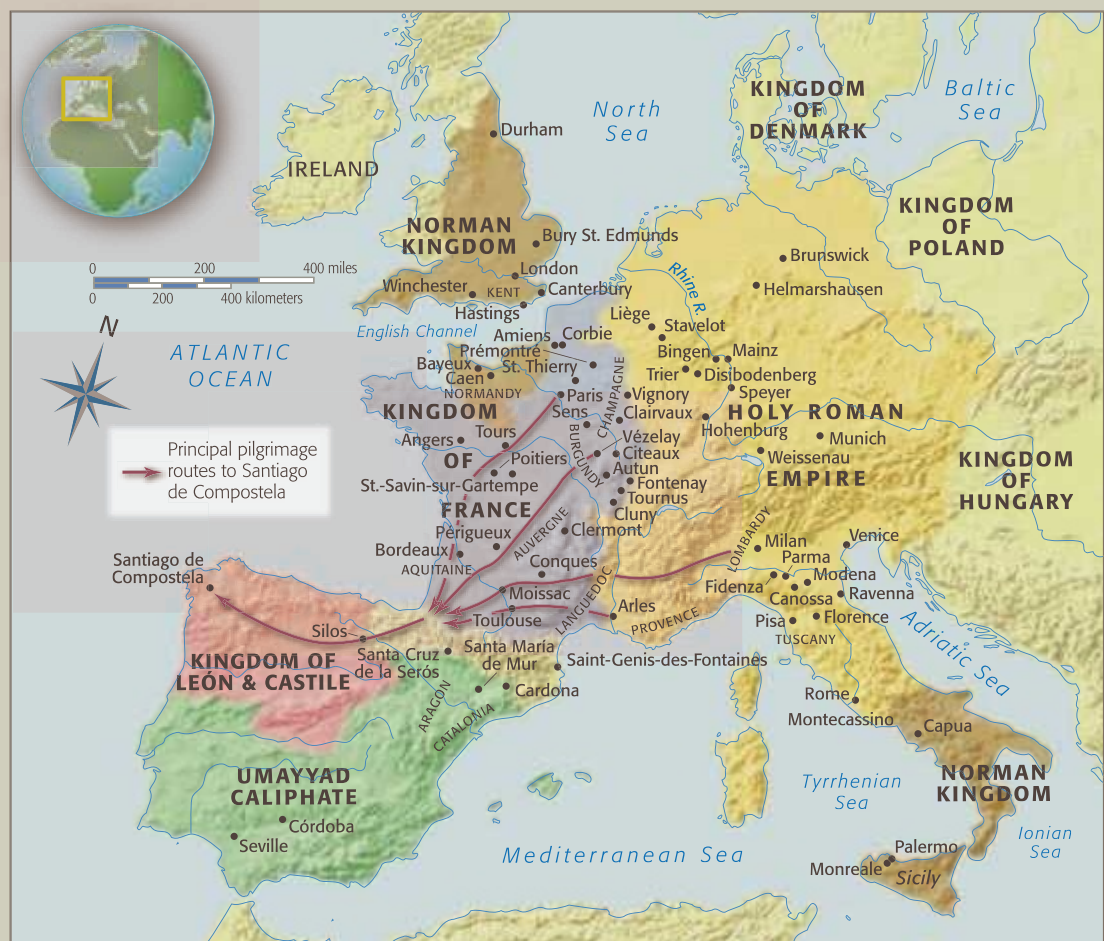 North
Sea
KINGDOM
OF
DENMARK
Baltic
Sea
Durham
IRELAND
NORMAN
KINGDOM
Bury St. Edmunds
KINGDOM
OF
POLAND
0 200 400 miles
0 200 400 kilometers
London
Winchester
KENT
Canterbury
Hastings
Rhine R.
Brunswick
Helmarshausen
N
ATLANTIC
OCEAN
English Channel
Amiens
Corbie
Liège
Stavelot
Prémontré
Bingen
Mainz
Bayeux
St. Thierry
Trier
Disibodenberg
Caen
NORMANDY
Paris
CHAMPAGNE
Vignory
Speyer
KINGDOM
OF
FRANCE
Sens
Clairvaux
HOLY ROMAN
EMPIRE
Hohenburg
Angers
Tours
BURGUNDY
Vézelay
Munich
Citeaux
Weissenau
KINGDOM
OF
HUNGARY
Principal pilgrimage
routes to Santiago
de Compostela
Poitiers
Autun
St.-Savin-sur-Gartempe
Fontenay
Tournus
Cluny
Périgueux
AUVERGNE
Clermont
LOMBARDY
Milan
Venice
Bordeaux
Parma
AQUITAINE
Conques
Santiago de
Compostela
Fidenza
Modena
Moissac
LANGUEDOC
Canossa
Ravenna
Toulouse
Arles
PROVENCE
Pisa
Florence
TUSCANY
Adriatic Sea
Silos
Santa Cruz
de la Serós
Santa María
de Mur
Saint-Genis-des-Fontaines
KINGDOM OF
LEÓN & CASTILE
ARAGON
CATALONIA
Cardona
Rome
Montecassino
Capua
UMAYYAD
CALIPHATE
Tyrrhenian
Sea
NORMAN
KINGDOM
Córdoba
Seville
Mediterranean Sea
Ionian
Sea
Palermo
Monreale
Sicily